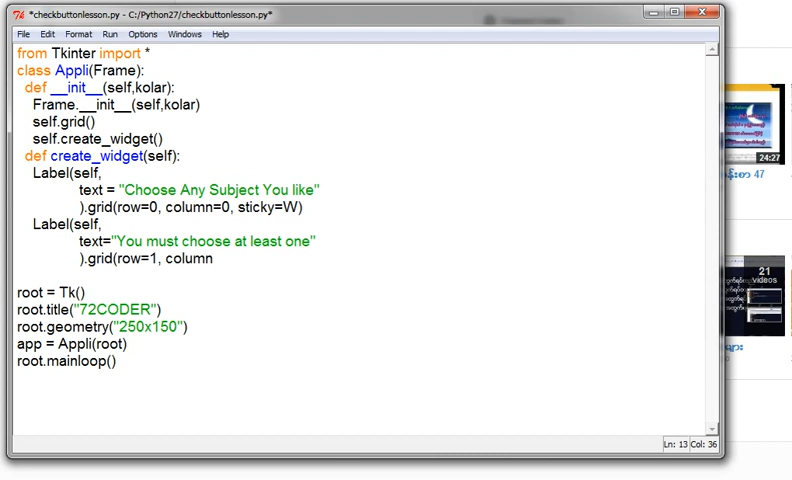 *checkbuttonlesson.py - C:/Python27/checkbuttonlesson.py*
File Edit Format Run Options Windows Help
from Tkinter import *
class Appli(Frame):
def __init__(self,kolar):
Frame.__init__(self,kolar)
self.grid()
self.create_widget()
def create_widget(self):
Label(self,
text = "Choose Any Subject You like"
).grid(row=0, column=0, sticky=W)
Label(self,
text="You must choose at least one"
).grid(row=1, column
root = Tk()
root.title("72CODER")
root.geometry("250x150")
app = Appli(root)
root.mainloop()
Ln: 13 Col: 36
24:27
47
21
videos